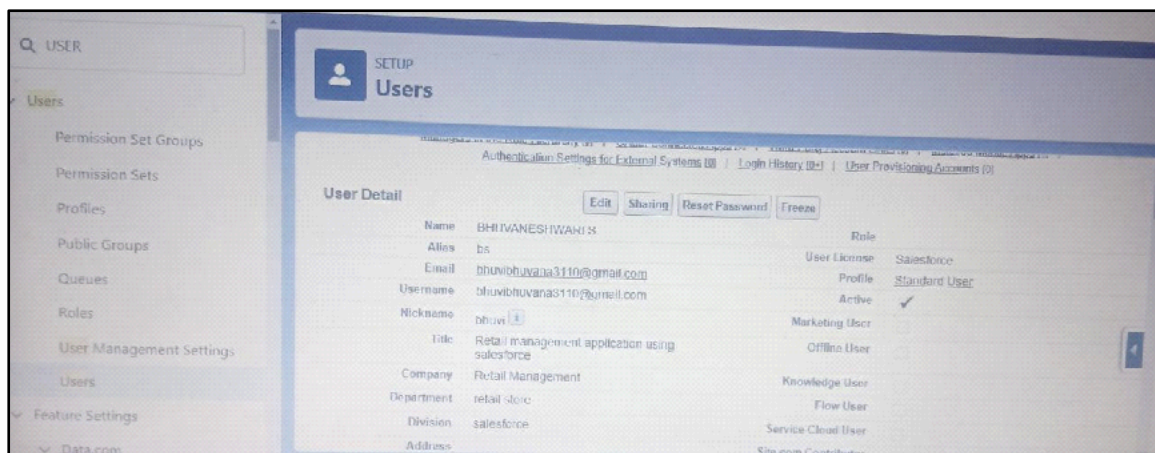 USER
SETUP
Users
Users
Permission Set Groups
Permission Sets
Profiles
Public Groups
Queues
Roles
User Management Settings
Users
Feature Settings
Data.com
Authentication Settings for External Systems [0] | Login History [0+] | User Provisioning Accounts [0]
User Detail
Edit Sharing Reset Password Freeze
Name BHUVANESHWARI S
Alias bs
Email bhuvibhuvana3110@gmail.com
Username bhuvibhuvana3110@gmail.com
Nickname bhuvi i
Title Retail management application using
salesforce
Company Retail Management
Department retail store
Division salesforce
Address
Role
User License Salesforce
Profile Standard User
Active ✓
Marketing User
Offline User
Knowledge User
Flow User
Service Cloud User